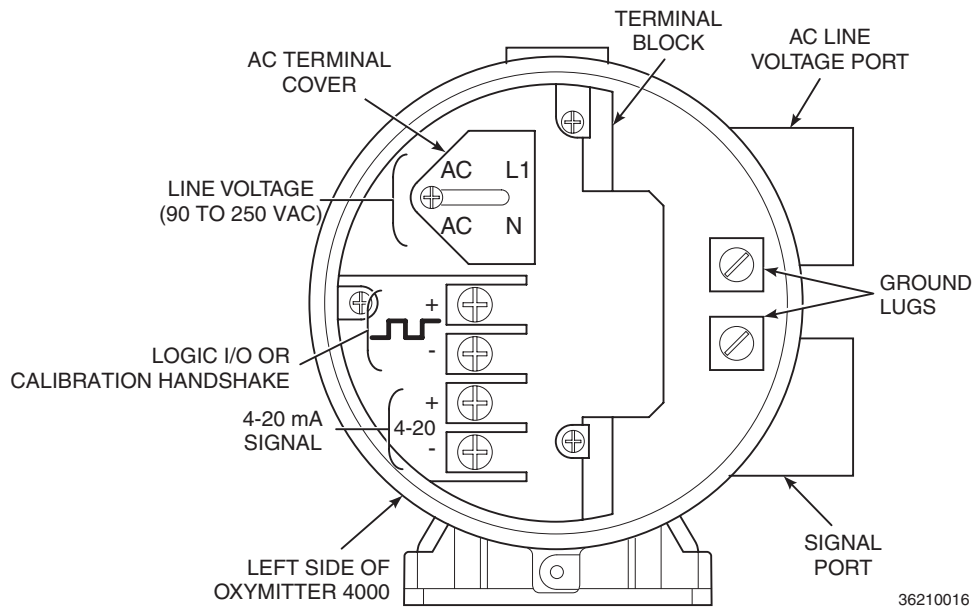 TERMINAL
BLOCK
AC LINE
VOLTAGE PORT
AC TERMINAL
COVER
AC L1
LINE VOLTAGE
(90 TO 250 VAC)
AC N
GROUND
LUGS
+
-
LOGIC I/O OR
CALIBRATION HANDSHAKE
+
4-20 mA
SIGNAL
4-20
-
LEFT SIDE OF
OXYMITTER 4000
SIGNAL
PORT
36210016